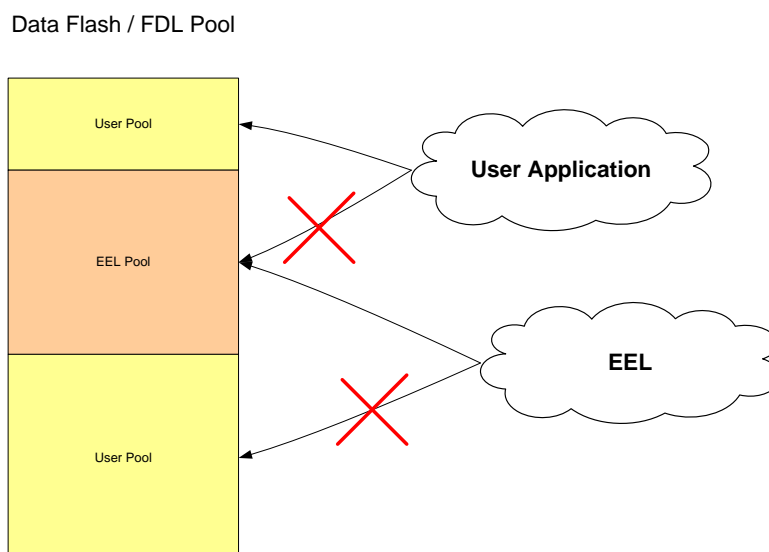 Data Flash / FDL Pool
User Pool
User Application
EEL Pool
EEL
User Pool